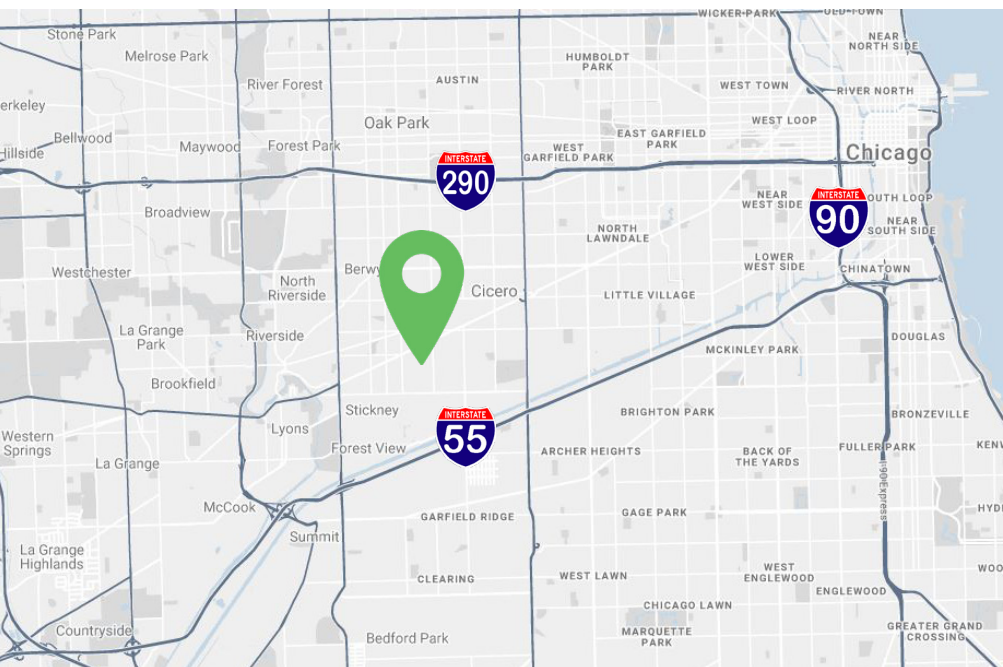 WICKER PARK
OLD TOWN
Stone Park
NEAR
NORTH SIDE
Melrose Park
HUMBOLDT
PARK
River Forest
AUSTIN
WEST TOWN
RIVER NORTH
erkeley
Oak Park
WEST LOOP
Bellwood
Maywood
Forest Park
EAST GARFIELD
PARK
Hillside
WEST
GARFIELD PARK
Chicago
INTERSTATE
290
NEAR
WEST SIDE
INTERSTATE
90
OUTH LOOP
Broadview
NEAR
SOUTH SIDE
NORTH
LAWNDALE
Westchester
Berwy
LOWER
WEST SIDE
CHINATOWN
North
Riverside
Cicero
LITTLE VILLAGE
La Grange
Park
Riverside
DOUGLAS
MCKINLEY PARK
Brookfield
Stickney
BRIGHTON PARK
BRONZEVILLE
INTERSTATE
55
Lyons
Western
Springs
Forest View
ARCHER HEIGHTS
BACK OF
THE YARDS
FULLER PARK
KENW
La Grange
I90Express
McCook
GARFIELD RIDGE
GAGE PARK
HYD
Summit
La Grange
Highlands
CLEARING
WEST LAWN
WEST
ENGLEWOOD
WOO
ENGLEWOOD
CHICAGO LAWN
Countryside
Bedford Park
MARQUETTE
PARK
GREATER GRAND
CROSSING